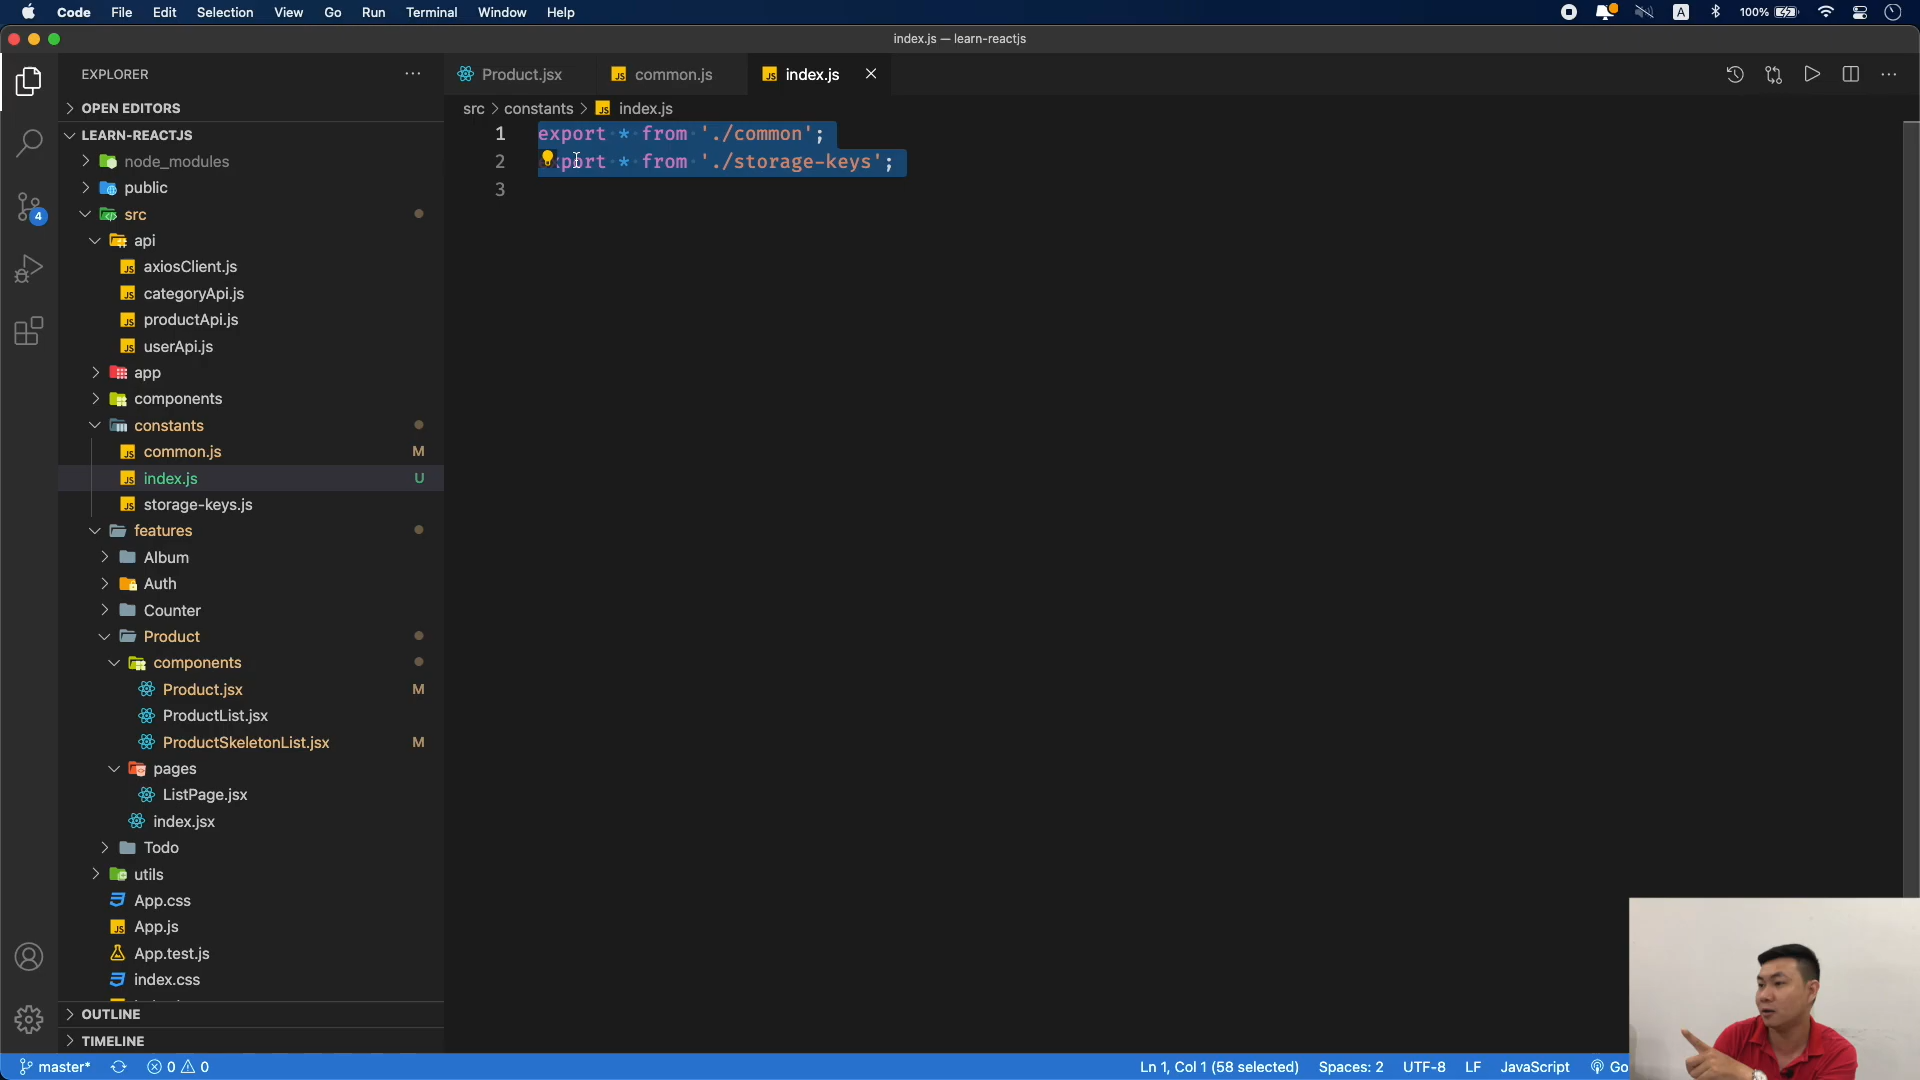 Code File Edit Selection View Go Run Terminal Window Help
A 100%
index.js — learn-reactjs
EXPLORER
Product.jsx common.js index.js
OPEN EDITORS
src constants index.js
LEARN-REACTJS
1 export * from './common';
node_modules
2 export * from './storage-keys';
public
3
src
4
api
axiosClient.js
categoryApi.js
productApi.js
userApi.js
app
components
constants
common.js M
index.js U
storage-keys.js
features
Album
Auth
Counter
Product
components
Product.jsx M
ProductList.jsx
ProductSkeletonList.jsx M
pages
ListPage.jsx
index.jsx
Todo
utils
App.css
App.js
App.test.js
index.css
OUTLINE
TIMELINE
master* 0 0 Ln 1, Col 1 (58 selected) Spaces: 2 UTF-8 LF JavaScript Go